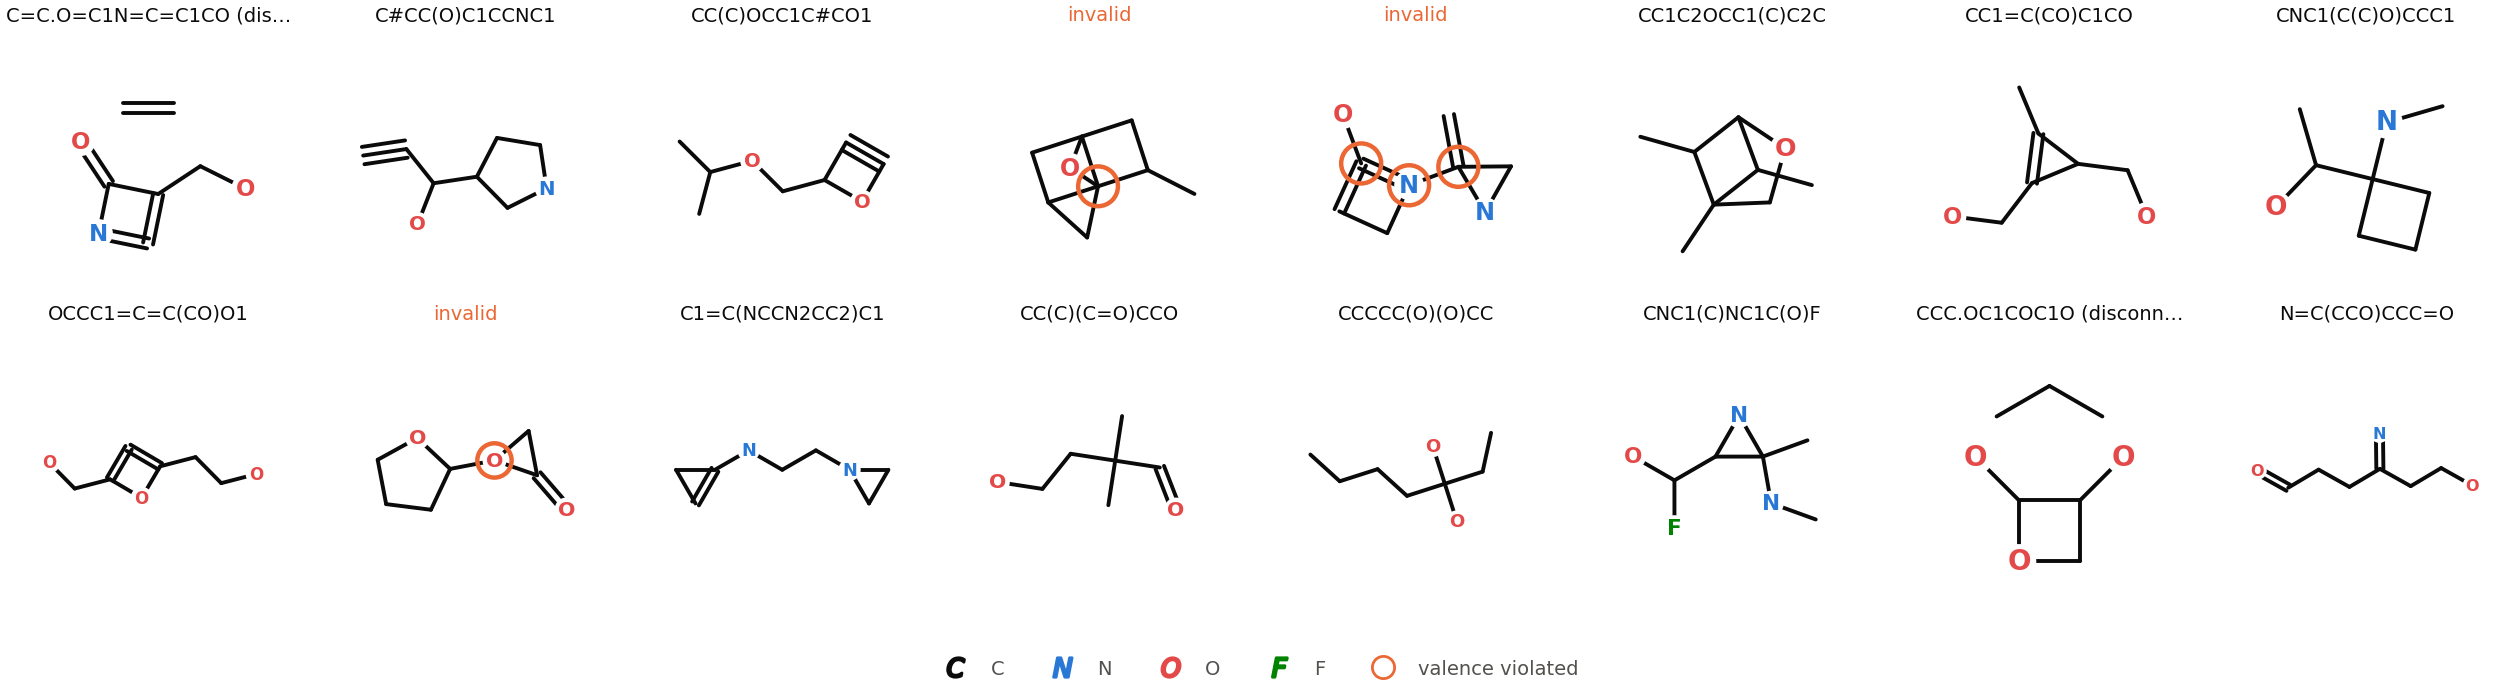 C=C.O=C1N=C=C1CO (dis...
C#CC(O)C1CCNC1
CC(C)OCC1C#CO1
invalid
invalid
CC1C2OCC1(C)C2C
CC1=C(CO)C1CO
CNC1(C(C)O)CCC1
O
N
O
O
N
O
O
O
O
N
N
O
O
O
N
O
OCCC1=C=C(CO)O1
invalid
C1=C(NCCN2CC2)C1
CC(C)(C=O)CCO
CCCCC(O)(O)CC
CNC1(C)NC1C(O)F
CCC.OC1COC1O (disconn...
N=C(CCO)CCC=O
O
O
O
O
O
O
N
N
O
O
O
O
N
O
N
F
O
O
O
N
O
O
C C N N O O F F valence violated